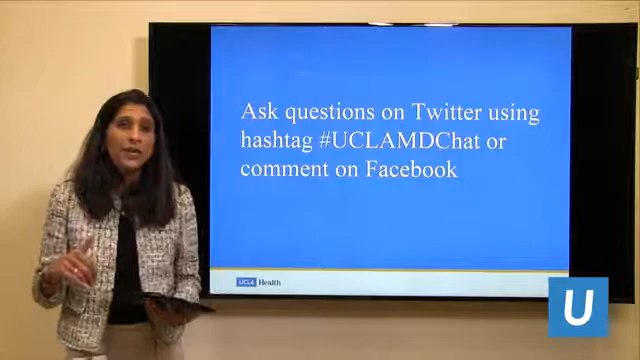 Ask questions on Twitter using
hashtag #UCLAMDChat or
comment on Facebook
UCLA Health
U